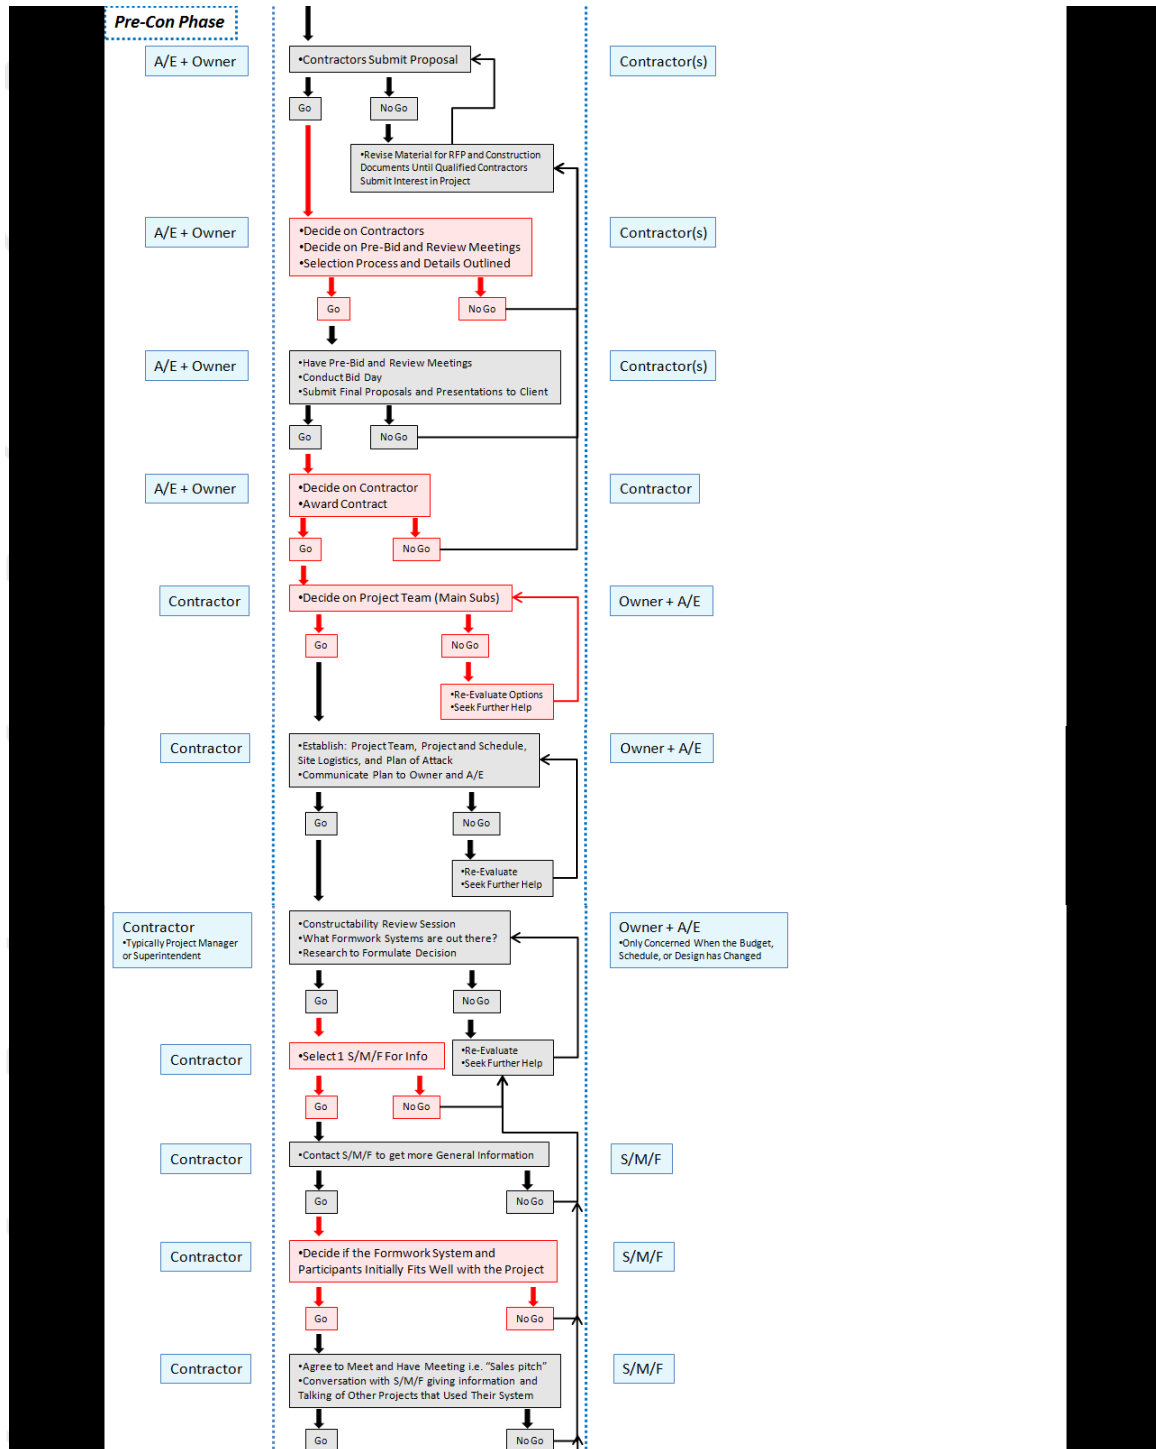 Pre-Con Phase
A/E + Owner
•Contractors Submit Proposal
Contractor(s)
Go
No Go
•Revise Material for RFP and Construction
Documents Until Qualified Contractors
Submit Interest in Project
A/E + Owner
•Decide on Contractors
•Decide on Pre-Bid and Review Meetings
•Selection Process and Details Outlined
Contractor(s)
Go
No Go
A/E + Owner
•Have Pre-Bid and Review Meetings
•Conduct Bid Day
•Submit Final Proposals and Presentations to Client
Contractor(s)
Go
No Go
A/E + Owner
•Decide on Contractor
•Award Contract
Contractor
Go
No Go
Contractor
•Decide on Project Team (Main Subs)
Owner + A/E
Go
No Go
•Re-Evaluate Options
•Seek Further Help
Contractor
•Establish: Project Team, Project and Schedule,
Site Logistics, and Plan of Attack
•Communicate Plan to Owner and A/E
Owner + A/E
Go
No Go
•Re-Evaluate
•Seek Further Help
Contractor
•Typically Project Manager
or Superintendent
•Constructability Review Session
•What Formwork Systems are out there?
•Research to Formulate Decision
Owner + A/E
•Only Concerned When the Budget,
Schedule, or Design has Changed
Go
No Go
Contractor
•Select 1 S/M/F For Info
•Re-Evaluate
•Seek Further Help
Go
No Go
Contractor
•Contact S/M/F to get more General Information
S/M/F
Go
No Go
Contractor
•Decide if the Formwork System and
Participants Initially Fits Well with the Project
S/M/F
Go
No Go
Contractor
•Agree to Meet and Have Meeting i.e. “Sales pitch”
•Conversation with S/M/F giving information and
Talking of Other Projects that Used Their System
S/M/F
Go
No Go